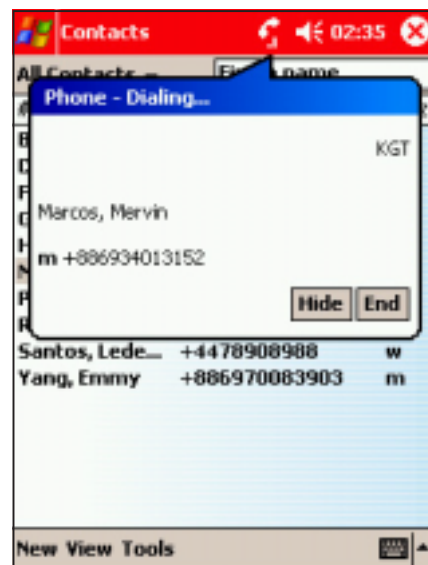 Contacts 02:35
All Contacts
name
Phone - Dialing...
KGT
Marcos, Mervin
m +886934013152
Hide End
Santos, Lede... +4478908988 w
Yang, Emmy +886970083903 m
New View Tools